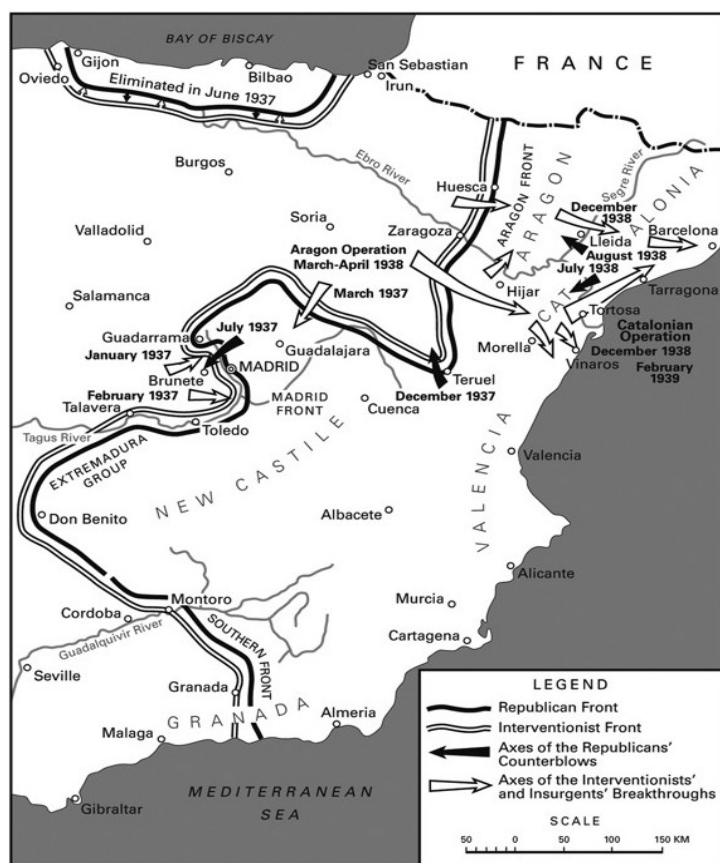 BAY OF BISCAY
Gijon
Oviedo
Bilbao
San Sebastian
Irun
FRANCE
Eliminated in June 1937
Burgos
Ebro River
Huesca
ARAGON FRONT
ARAGON
Segre River
CATALONIA
Valladolid
Soria
Zaragoza
December
1938
Lleida
Barcelona
Aragon Operation
March-April 1938
August 1938
July 1938
Salamanca
March 1937
Hijar
Tarragona
Guadarrama
July 1937
Tortosa
January 1937
Guadalajara
Morella
Catalonian
Operation
December 1938
February
1939
Brunete
MADRID
Vinaros
February 1937
MADRID
FRONT
Teruel
December 1937
Talavera
Cuenca
Tagus River
Toledo
EXTREMADURA
GROUP
NEW CASTILE
VALENCIA
Valencia
Don Benito
Albacete
Alicante
Montoro
Murcia
Cordoba
Guadalquivir River
SOUTHERN FRONT
Cartagena
Seville
Granada
GRANADA
Almeria
Malaga
Gibraltar
MEDITERRANEAN
SEA
LEGEND
Republican Front
Interventionist Front
Axes of the Republicans'
Counterblows
Axes of the Interventionists'
and Insurgents' Breakthroughs
SCALE
50 0 50 100 150 KM